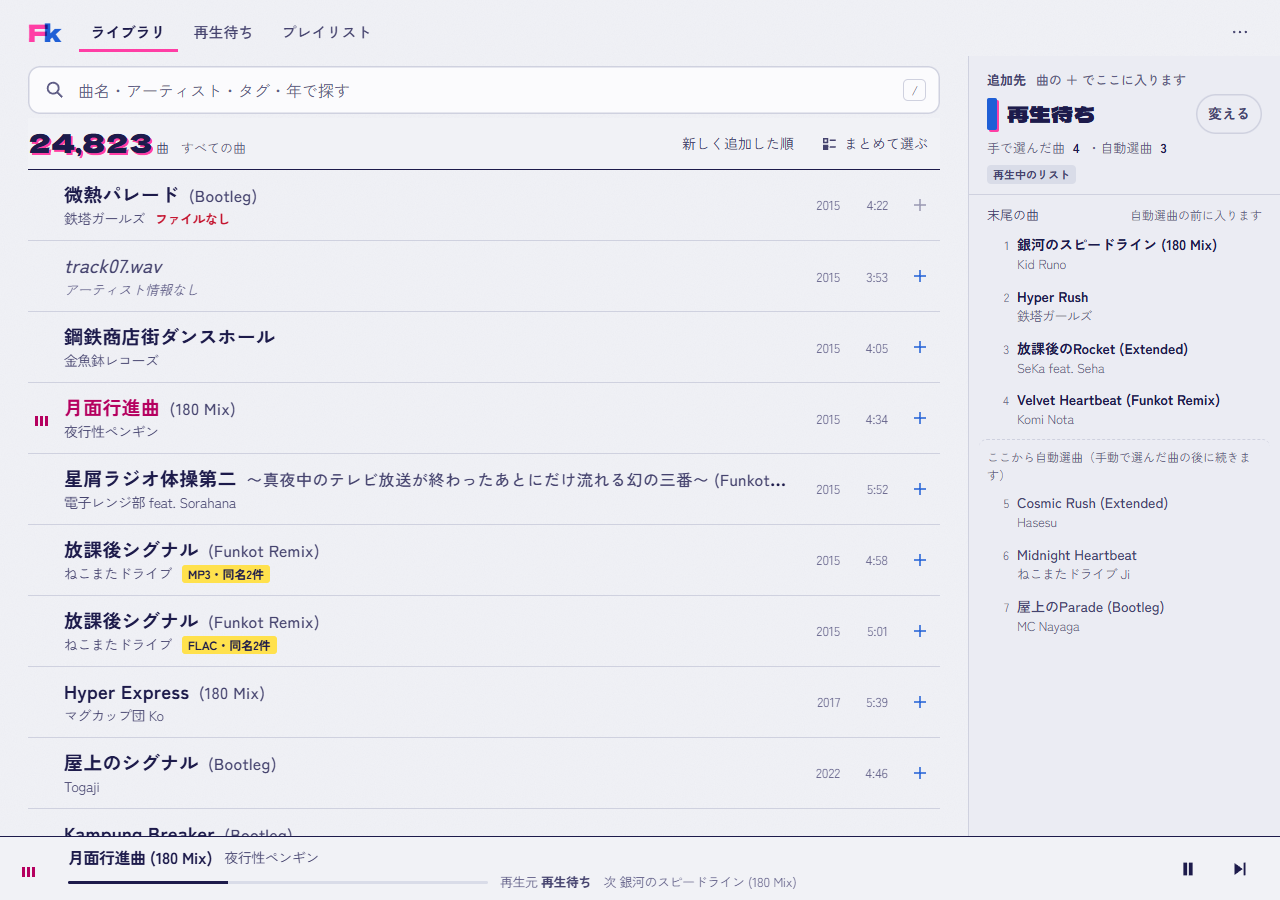 Fk
ライブラリ 再生待ち プレイリスト …
曲名・アーティスト・タグ・年で探す /
24,823 曲 すべての曲 新しく追加した順 まとめて選ぶ
微熱パレード (Bootleg)
鉄塔ガールズ ファイルなし
2015 4:22 +
track07.wav
アーティスト情報なし
2015 3:53 +
鋼鉄商店街ダンスホール
金魚鉢レコーズ
2015 4:05 +
月面行進曲 (180 Mix)
夜行性ペンギン
2015 4:34 +
星屑ラジオ体操第二 〜真夜中のテレビ放送が終わったあとにだけ流れる幻の三番〜 (Funkot…
電子レンジ部 feat. Sorahana
2015 5:52 +
放課後シグナル (Funkot Remix)
ねこまたドライブ MP3・同名2件
2015 4:58 +
放課後シグナル (Funkot Remix)
ねこまたドライブ FLAC・同名2件
2015 5:01 +
Hyper Express (180 Mix)
マグカップ団 Ko
2017 5:39 +
屋上のシグナル (Bootleg)
Togaji
2022 4:46 +
Kampung Breaker (Bootleg)
追加先 曲の ＋ でここに入ります
再生待ち 変える
手で選んだ曲 4 ・自動選曲 3
再生中のリスト
末尾の曲 自動選曲の前に入ります
1 銀河のスピードライン (180 Mix)
Kid Runo
2 Hyper Rush
鉄塔ガールズ
3 放課後のRocket (Extended)
SeKa feat. Seha
4 Velvet Heartbeat (Funkot Remix)
Komi Nota
ここから自動選曲（手動で選んだ曲の後に続きま
す）
5 Cosmic Rush (Extended)
Hasesu
6 Midnight Heartbeat
ねこまたドライブ Ji
7 屋上のParade (Bootleg)
MC Nayaga
月面行進曲 (180 Mix) 夜行性ペンギン
再生元 再生待ち 次 銀河のスピードライン (180 Mix)